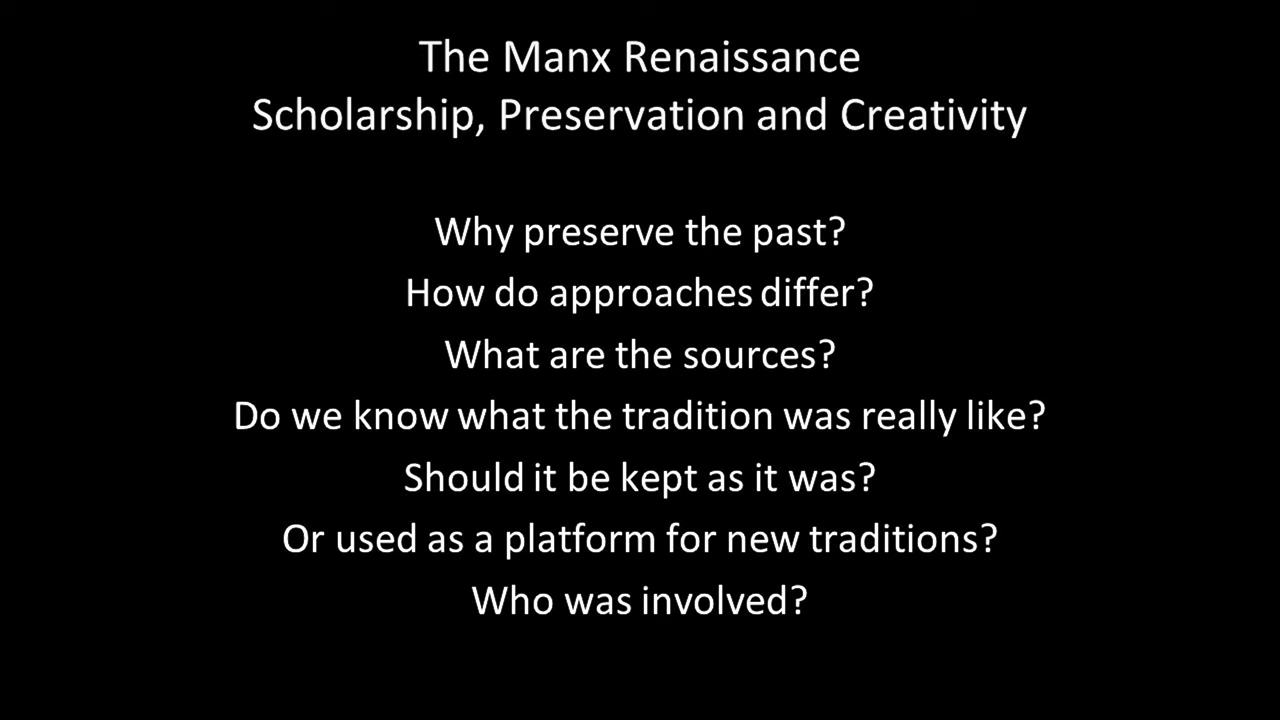 The Manx Renaissance
Scholarship, Preservation and Creativity
Why preserve the past?
How do approaches differ?
What are the sources?
Do we know what the tradition was really like?
Should it be kept as it was?
Or used as a platform for new traditions?
Who was involved?